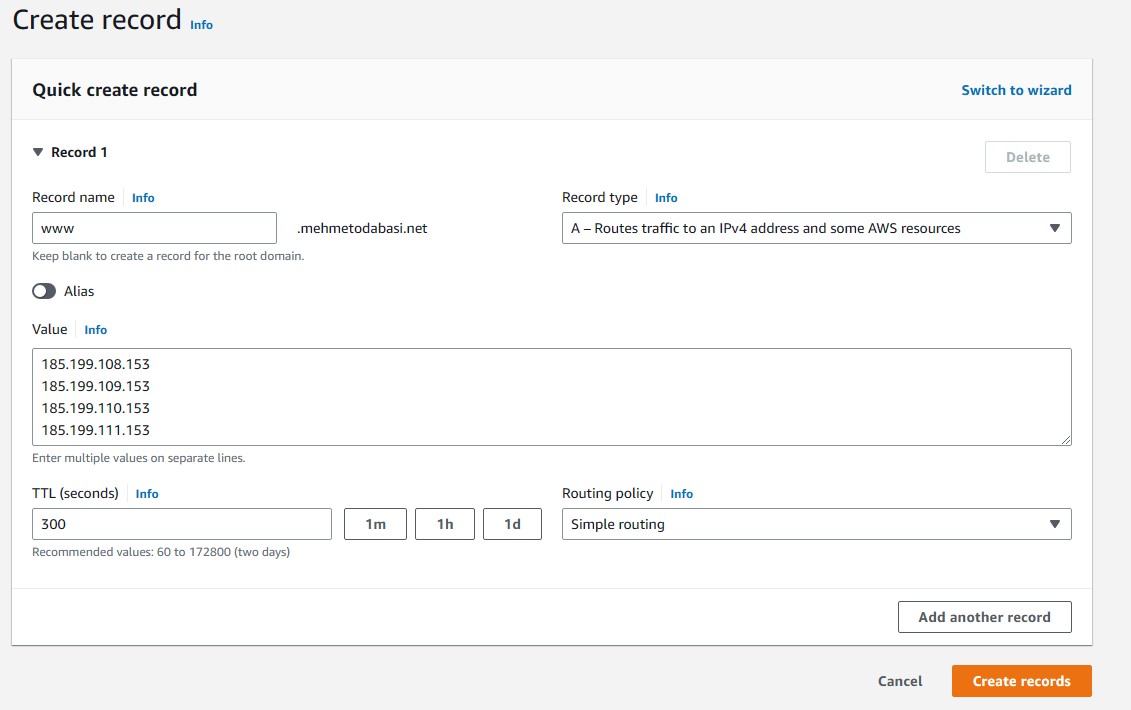 Create record Info
Quick create record
Switch to wizard
Record 1
Delete
Record name Info
Record type Info
www
.mehmetodabasi.net
A – Routes traffic to an IPv4 address and some AWS resources
Keep blank to create a record for the root domain.
Alias
Value Info
185.199.108.153
185.199.109.153
185.199.110.153
185.199.111.153
Enter multiple values on separate lines.
TTL (seconds) Info
Routing policy Info
300
1m
1h
1d
Simple routing
Recommended values: 60 to 172800 (two days)
Add another record
Cancel
Create records